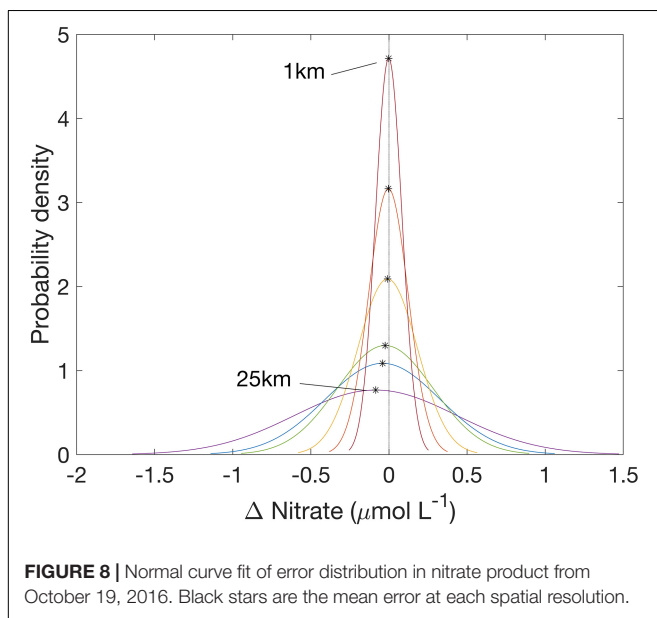 5
4
3
2
1
0
Probability density
1km
25km
-2 -1.5 -1 -0.5 0 0.5 1 1.5
Δ Nitrate (μmol L⁻¹)
FIGURE 8 | Normal curve fit of error distribution in nitrate product from
October 19, 2016. Black stars are the mean error at each spatial resolution.